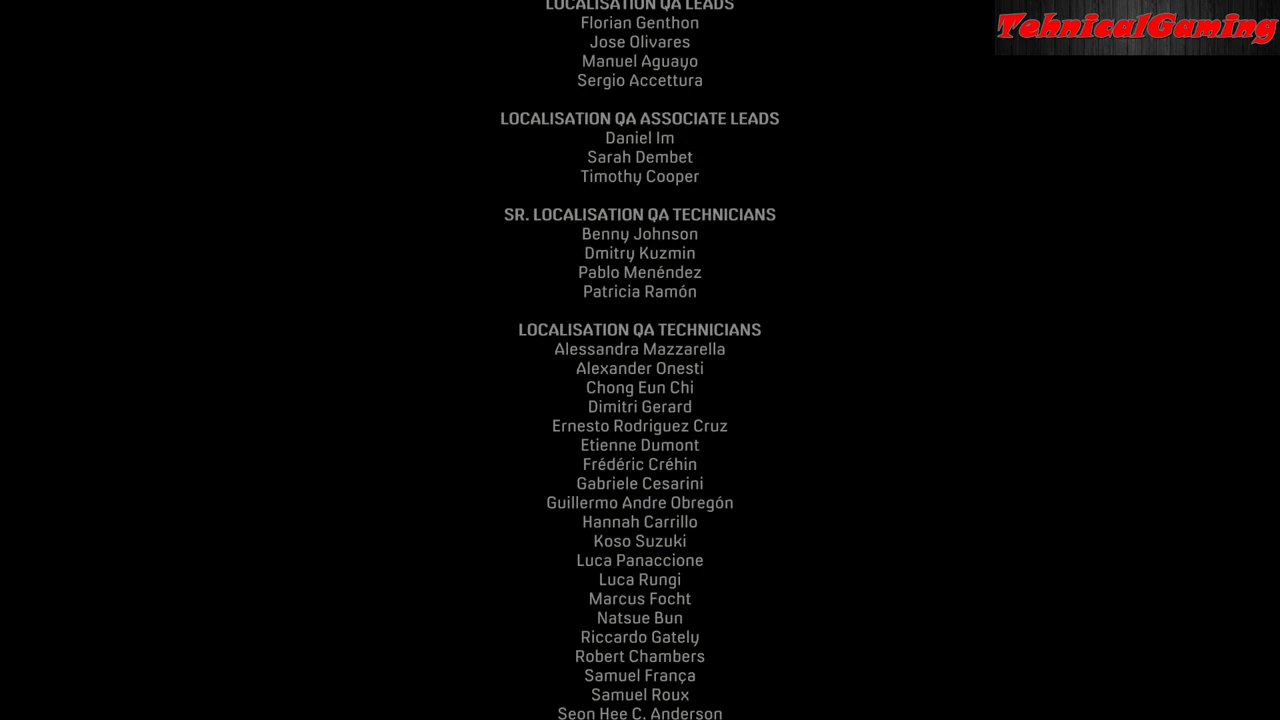 LOCALISATION QA LEADS
Florian Genthon
Jose Olivares
Manuel Aguayo
Sergio Accettura
LOCALISATION QA ASSOCIATE LEADS
Daniel Im
Sarah Dembet
Timothy Cooper
SR. LOCALISATION QA TECHNICIANS
Benny Johnson
Dmitry Kuzmin
Pablo Menéndez
Patricia Ramón
LOCALISATION QA TECHNICIANS
Alessandra Mazzarella
Alexander Onesti
Chong Eun Chi
Dimitri Gerard
Ernesto Rodriguez Cruz
Etienne Dumont
Frédéric Créhin
Gabriele Cesarini
Guillermo Andre Obregón
Hannah Carrillo
Koso Suzuki
Luca Panaccione
Luca Rungi
Marcus Focht
Natsue Bun
Riccardo Gately
Robert Chambers
Samuel França
Samuel Roux
Seon Hee C. Anderson
TehnicalGaming